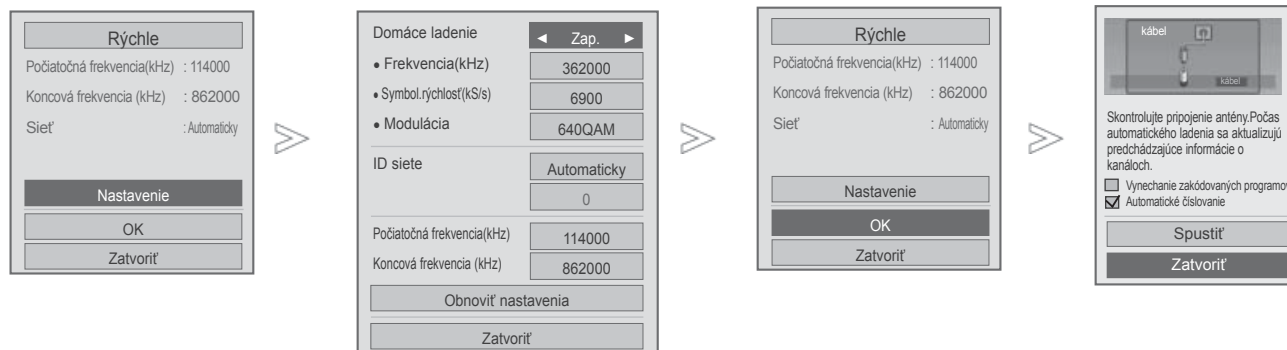 Rýchle
Počiatočná frekvencia(kHz) : 114000
Koncová frekvencia (kHz) : 862000
Sieť : Automaticky
Nastavenie
OK
Zatvoriť
Domáce ladenie ◄ Zap. ►
• Frekvencia(kHz) 362000
• Symbol.rýchlosť(kS/s) 6900
• Modulácia 640QAM
ID siete Automaticky
0
Počiatočná frekvencia(kHz) 114000
Koncová frekvencia (kHz) 862000
Obnoviť nastavenia
Zatvoriť
Rýchle
Počiatočná frekvencia(kHz) : 114000
Koncová frekvencia (kHz) : 862000
Sieť : Automaticky
Nastavenie
OK
Zatvoriť
kábel
kábel
Skontrolujte pripojenie antény.Počas
automatického ladenia sa aktualizujú
predchádzajúce informácie o
kanáloch.
Vynechanie zakódovaných programov
Automatické číslovanie
Spustiť
Zatvoriť